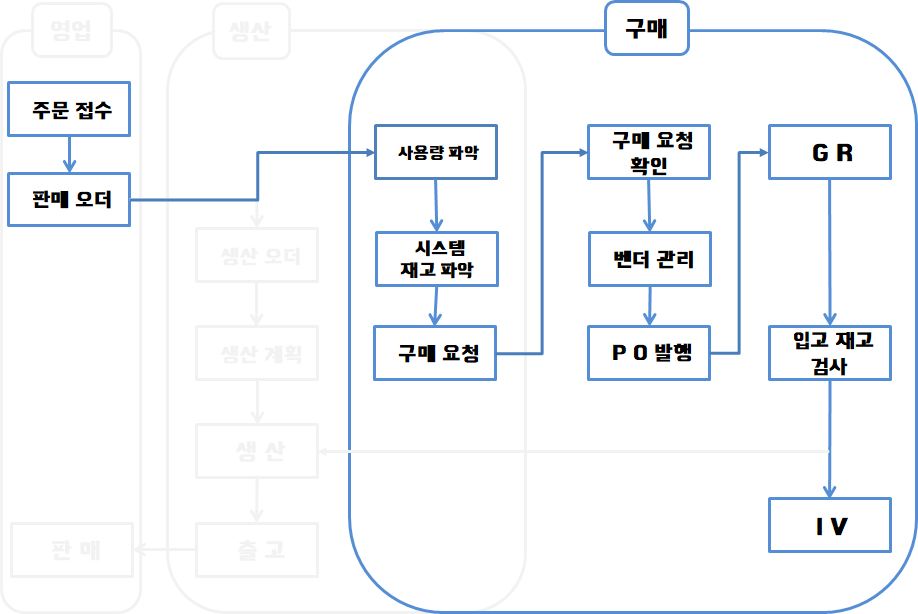 영업
생산
구매
주문 접수
판매 오더
사용량 파악
시스템
재고 파악
구매 요청
구매 요청
확인
벤더 관리
P O 발행
G R
입고 재고
검사
I V
생산 오더
생산 계획
생 산
출 고
판 매